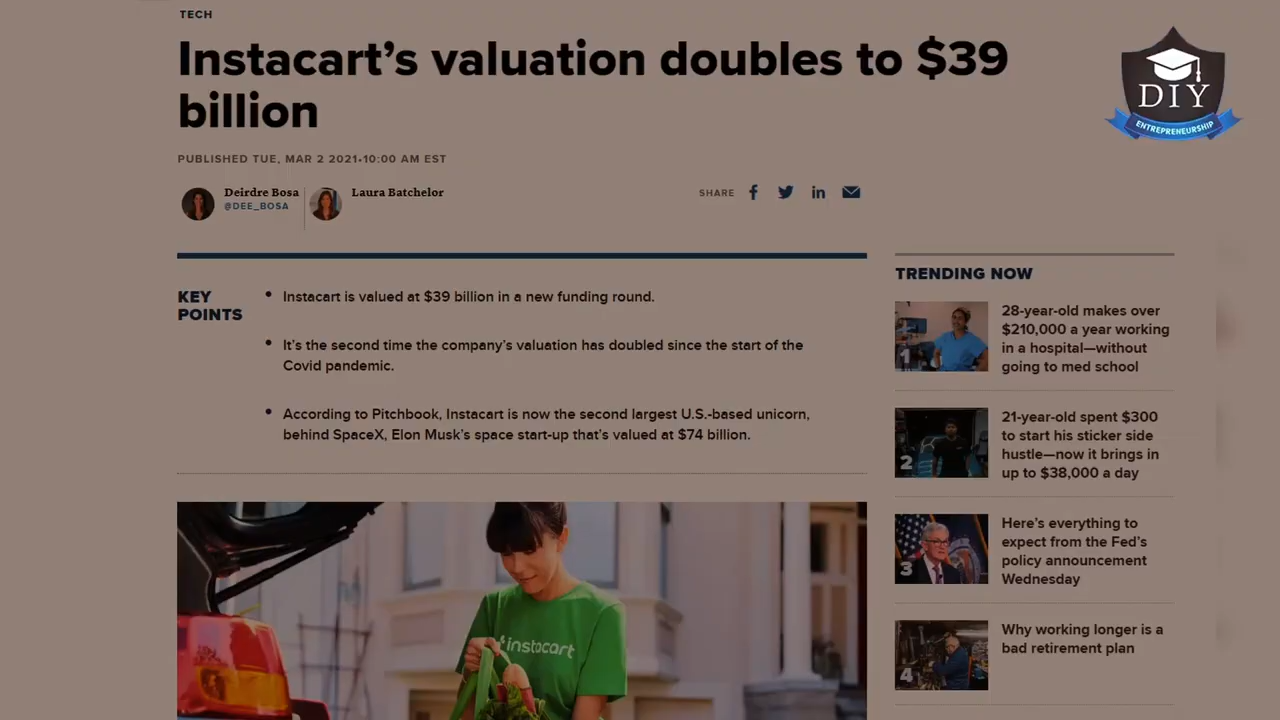 TECH
Instacart’s valuation doubles to $39
billion
PUBLISHED TUE, MAR 2 2021•10:00 AM EST
Deirdre Bosa
@DEE_BOSA
Laura Batchelor
SHARE
KEY
POINTS
• Instacart is valued at $39 billion in a new funding round.
• It’s the second time the company’s valuation has doubled since the start of the
Covid pandemic.
• According to Pitchbook, Instacart is now the second largest U.S.-based unicorn,
behind SpaceX, Elon Musk’s space start-up that’s valued at $74 billion.
instacart
DIY
ENTREPRENEURSHIP
TRENDING NOW
1
28-year-old makes over
$210,000 a year working
in a hospital—without
going to med school
2
21-year-old spent $300
to start his sticker side
hustle—now it brings in
up to $38,000 a day
3
Here’s everything to
expect from the Fed’s
policy announcement
Wednesday
4
Why working longer is a
bad retirement plan